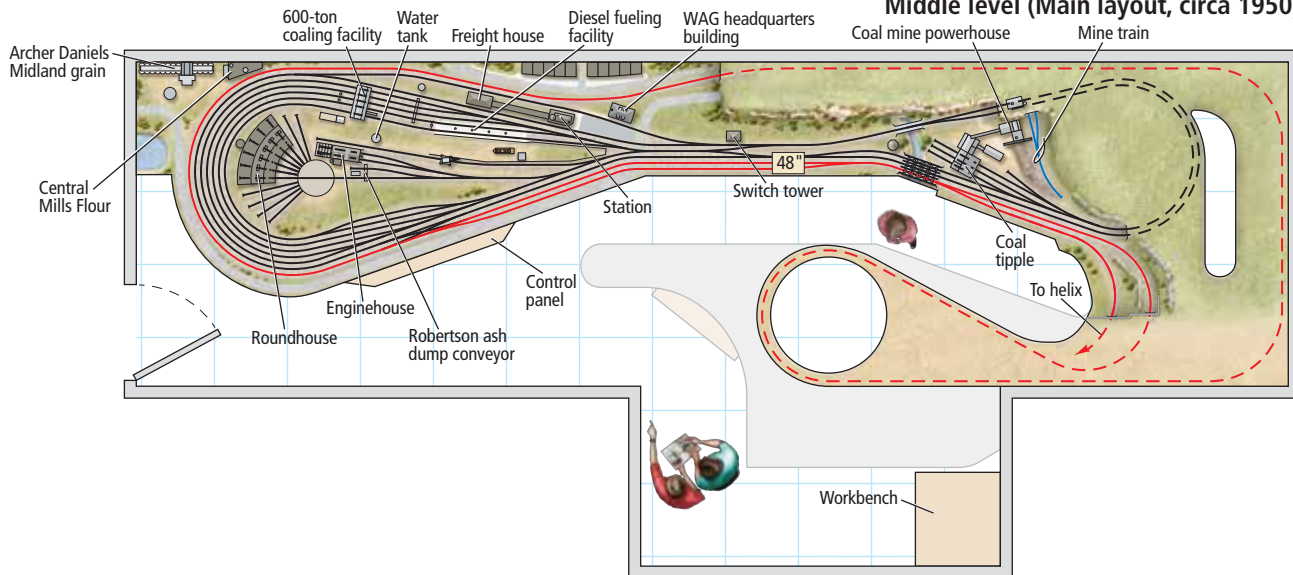 Middle level (Main layout, circa 1950)
600-ton
coaling facility
Water
tank
Freight house
Diesel fueling
facility
WAG headquarters
building
Coal mine powerhouse
Mine train
Archer Daniels
Midland grain
Central
Mills Flour
48"
Switch tower
Station
Coal
tipple
Control
panel
To helix
Enginehouse
Roundhouse
Robertson ash
dump conveyor
Workbench